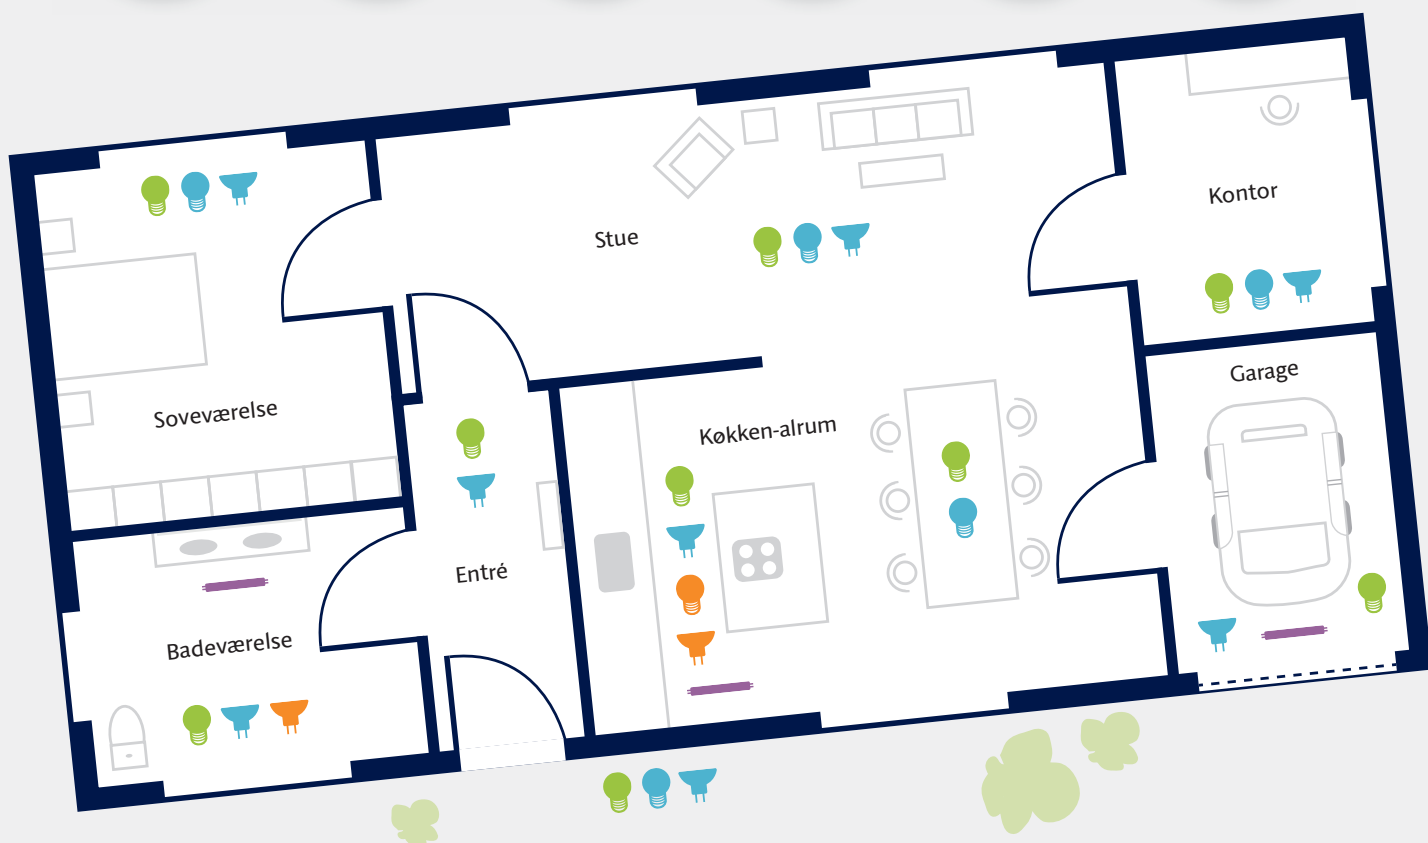 Kontor
Stue
Garage
Soveværelse
Køkken-alrum
Entré
Badeværelse